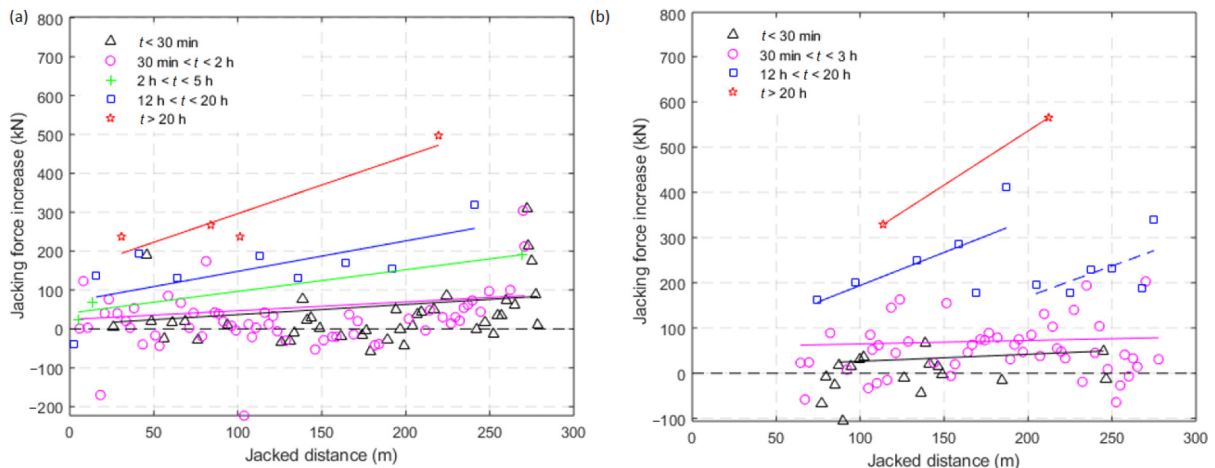 (a)
800
700
600
500
400
300
200
100
0
−100
−200
0
50
100
150
200
250
300
Jacking force increase (kN)
Jacked distance (m)
t < 30 min
30 min < t < 2 h
2 h < t < 5 h
12 h < t < 20 h
t > 20 h
(b)
800
700
600
500
400
300
200
100
0
−100
0
50
100
150
200
250
300
Jacking force increase (kN)
Jacked distance (m)
t < 30 min
30 min < t < 3 h
12 h < t < 20 h
t > 20 h